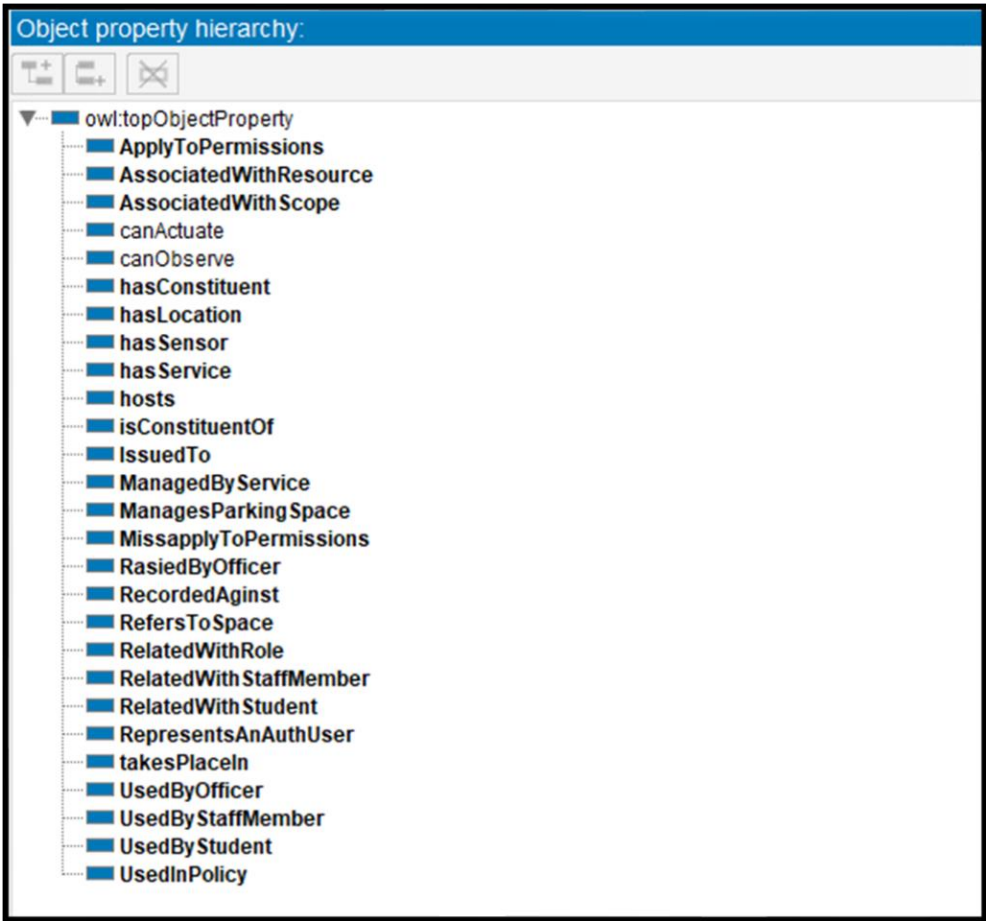 Object property hierarchy:
owl:topObjectProperty
ApplyToPermissions
AssociatedWithResource
AssociatedWithScope
canActuate
canObserve
hasConstituent
hasLocation
hasSensor
hasService
hosts
isConstituentOf
IssuedTo
ManagedByService
ManagesParkingSpace
MissapplyToPermissions
RasiedByOfficer
RecordedAginst
RefersToSpace
RelatedWithRole
RelatedWithStaffMember
RelatedWithStudent
RepresentsAnAuthUser
takesPlaceIn
UsedByOfficer
UsedByStaffMember
UsedByStudent
UsedInPolicy